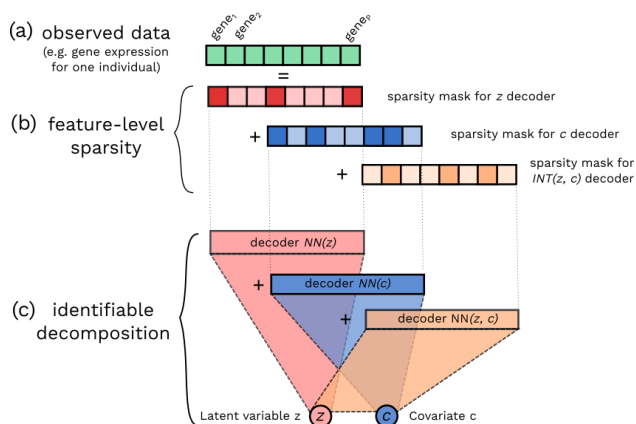 (a) observed data
(e.g. gene expression
for one individual)
gene₁ gene₂ geneₚ
=
sparsity mask for z decoder
(b) feature-level
sparsity
+ sparsity mask for c decoder
+ sparsity mask for
INT(z, c) decoder
decoder NN(z)
+ decoder NN(c)
(c) identifiable
decomposition
+ decoder NN(z, c)
Latent variable z z c Covariate c